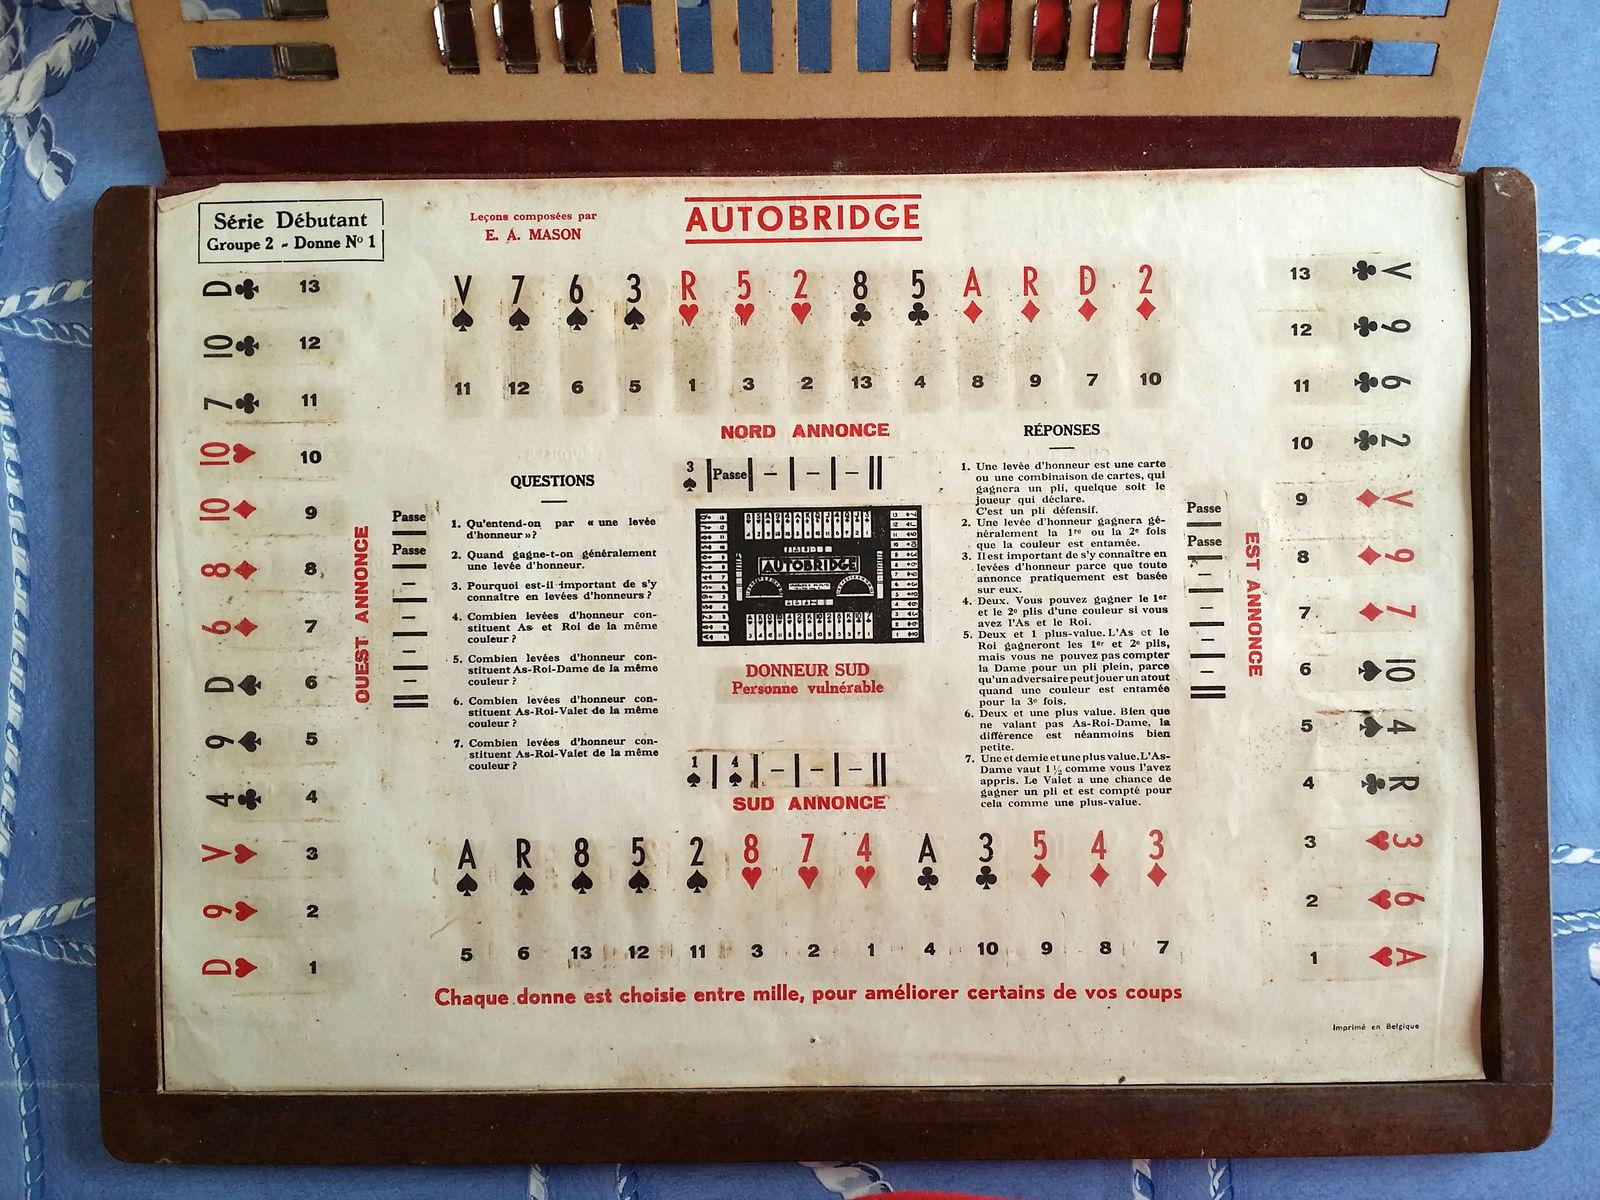 Série Débutant
Groupe 2 - Donne Nº 1
Leçons composées par
E. A. MASON
AUTOBRIDGE
V 7 6 3 R 5 2 8 5 A R D 2
11 12 6 5 1 3 2 13 4 8 9 7 10
D 13
10 12
7 11
10 10
10 9
8 8
6 7
D 6
9 5
4 4
V 3
9 2
D 1
OUEST ANNONCE
Passe
Passe
-
-
-
-
QUESTIONS
1. Qu'entend-on par « une levée
d'honneur »?
2. Quand gagne-t-on généralement
une levée d'honneur.
3. Pourquoi est-il important de s'y
connaître en levées d'honneurs ?
4. Combien levées d'honneur con-
stituent As et Roi de la même
couleur ?
5. Combien levées d'honneur con-
stituent As-Roi-Dame de la même
couleur ?
6. Combien levées d'honneur con-
stituent As-Roi-Valet de la même
couleur ?
7. Combien levées d'honneur con-
stituent As-Roi-Valet de la même
couleur ?
NORD ANNONCE
3♠ | Passe | - | - | - ||
AUTOBRIDGE
DONNEUR SUD
Personne vulnérable
1♠ | 4♠ | - | - | - ||
SUD ANNONCE
RÉPONSES
1. Une levée d'honneur est une carte
ou une combinaison de cartes, qui
gagnera un pli, quelque soit le
joueur qui déclare.
C'est un pli défensif.
2. Une levée d'honneur gagnera gé-
néralement la 1re ou la 2e fois
que la couleur est entamée.
3. Il est important de s'y connaître en
levées d'honneur parce que toute
annonce pratiquement est basée
sur eux.
4. Deux. Vous pouvez gagner le 1er
et le 2e plis d'une couleur si vous
avez l'As et le Roi.
5. Deux et 1 plus-value. L'As et le
Roi gagneront les 1er et 2e plis,
mais vous ne pouvez pas compter
la Dame pour un pli plein, parce
qu'un adversaire peut jouer un atout
quand une couleur est entamée
pour la 3e fois.
6. Deux et une plus value. Bien que
ne valant pas As-Roi-Dame, la
différence est néanmoins bien
petite.
7. Une et demie et une plus value. L'As-
Dame vaut 1 ½ comme vous l'avez
appris. Le Valet a une chance de
gagner un pli et est compté pour
cela comme une plus-value.
Passe
Passe
-
-
-
-
EST ANNONCE
13 V
12 9
11 6
10 2
9 V
8 9
7 7
6 10
5 4
4 R
3 3
2 6
1 A
A R 8 5 2 8 7 4 A 3 5 4 3
5 6 13 12 11 3 2 1 4 10 9 8 7
Chaque donne est choisie entre mille, pour améliorer certains de vos coups
Imprimé en Belgique